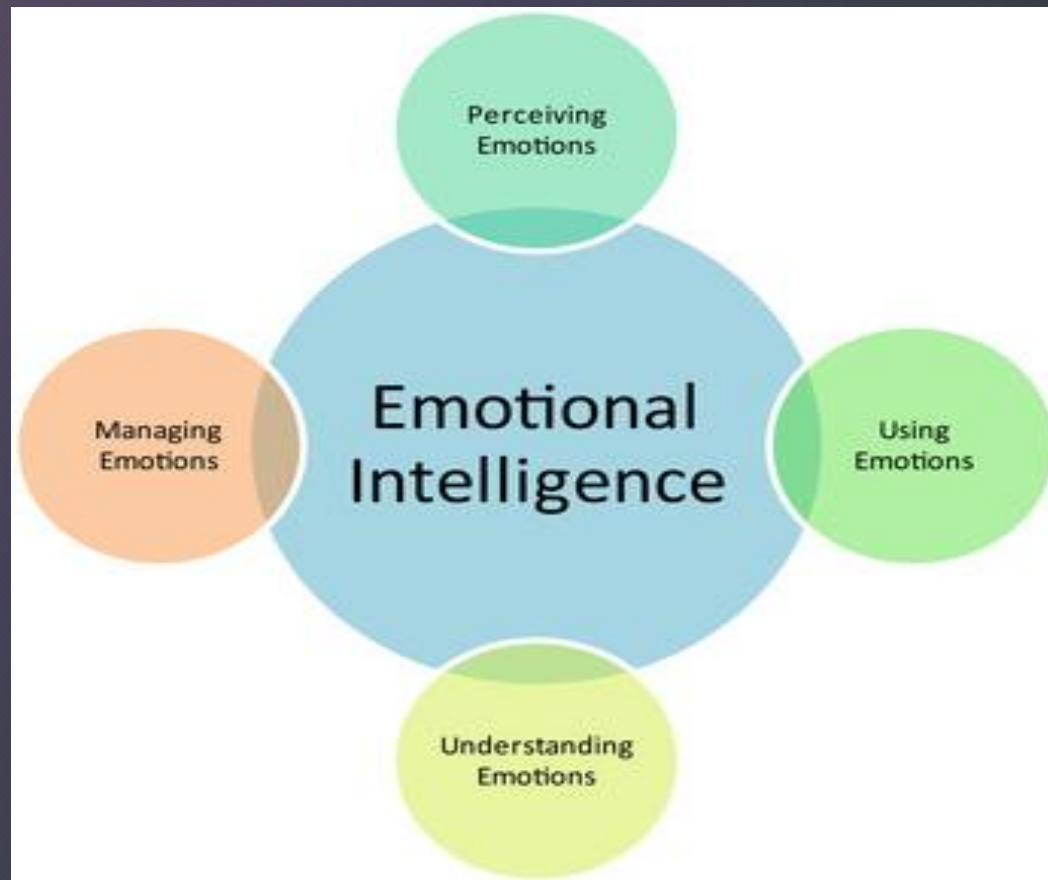 Perceiving
Emotions
Managing
Emotions
Emotional
Intelligence
Using
Emotions
Understanding
Emotions